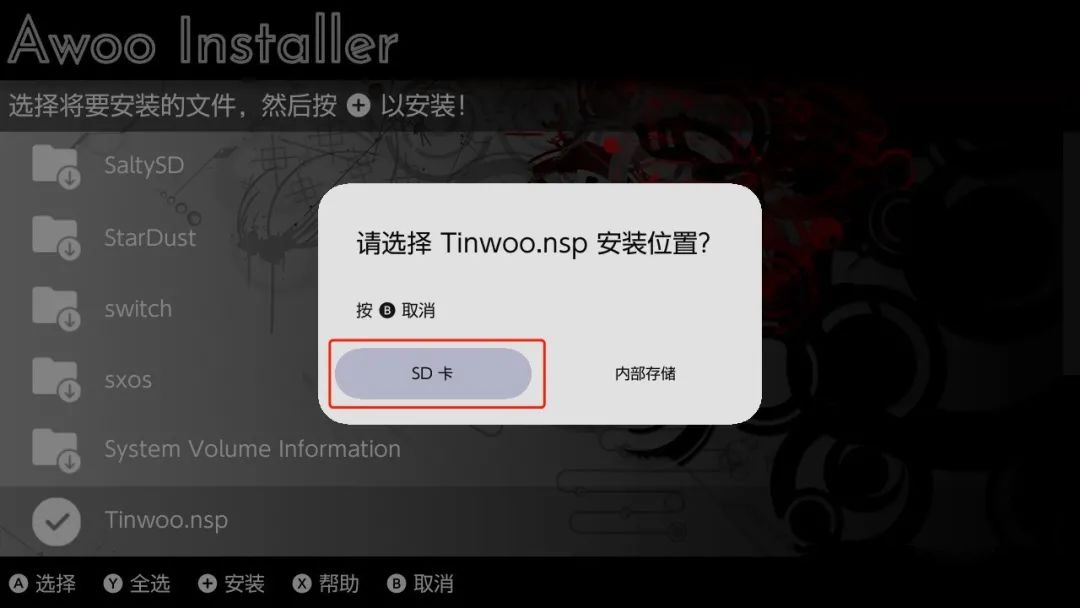 Awoo Installer
选择将要安装的文件，然后按 + 以安装！
SaltySD
StarDust
switch
sxos
System Volume Information
Tinwoo.nsp
请选择 Tinwoo.nsp 安装位置?
按 B 取消
SD 卡 内部存储
A 选择 Y 全选 + 安装 X 帮助 B 取消